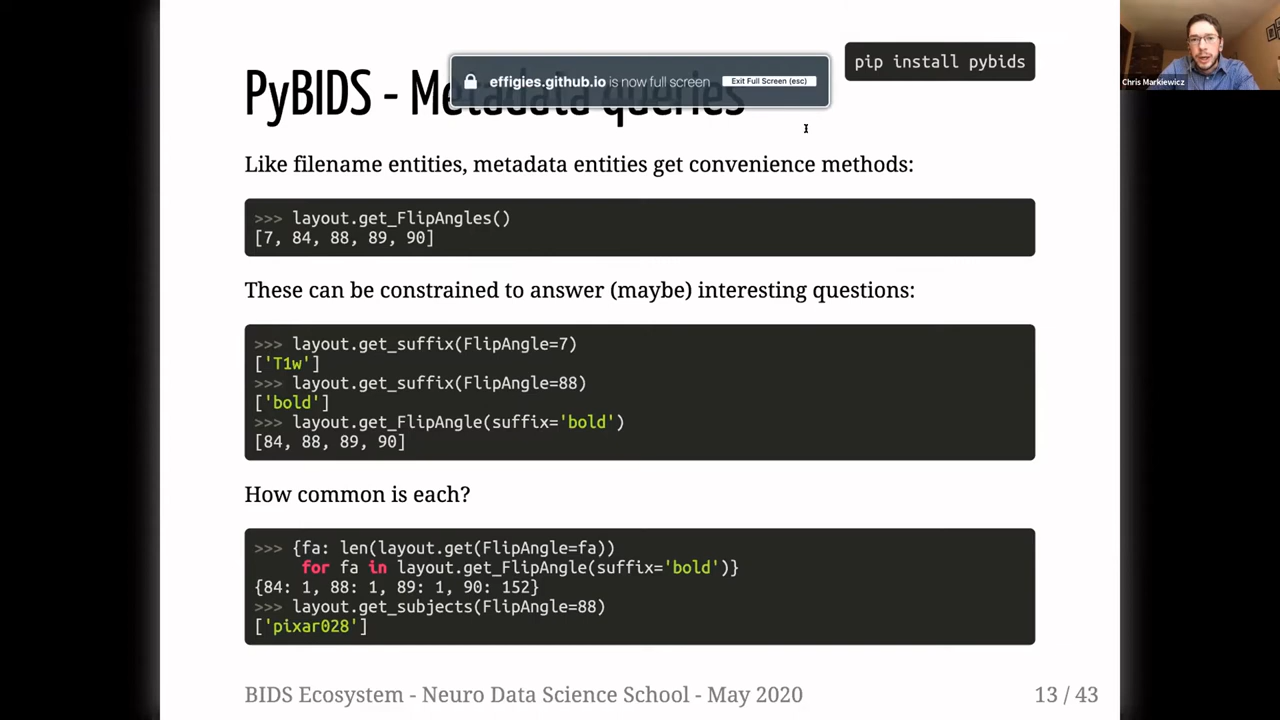 pip install pybids
Chris Markiewicz
effigies.github.io is now full screen
Exit Full Screen (esc)
PyBIDS - Metadata queries
Like filename entities, metadata entities get convenience methods:
>>> layout.get_FlipAngles()
[7, 84, 88, 89, 90]
These can be constrained to answer (maybe) interesting questions:
>>> layout.get_suffix(FlipAngle=7)
['T1w']
>>> layout.get_suffix(FlipAngle=88)
['bold']
>>> layout.get_FlipAngle(suffix='bold')
[84, 88, 89, 90]
How common is each?
>>> {fa: len(layout.get(FlipAngle=fa))
for fa in layout.get_FlipAngle(suffix='bold')}
{84: 1, 88: 1, 89: 1, 90: 152}
>>> layout.get_subjects(FlipAngle=88)
['pixar028']
BIDS Ecosystem - Neuro Data Science School - May 2020
13 / 43